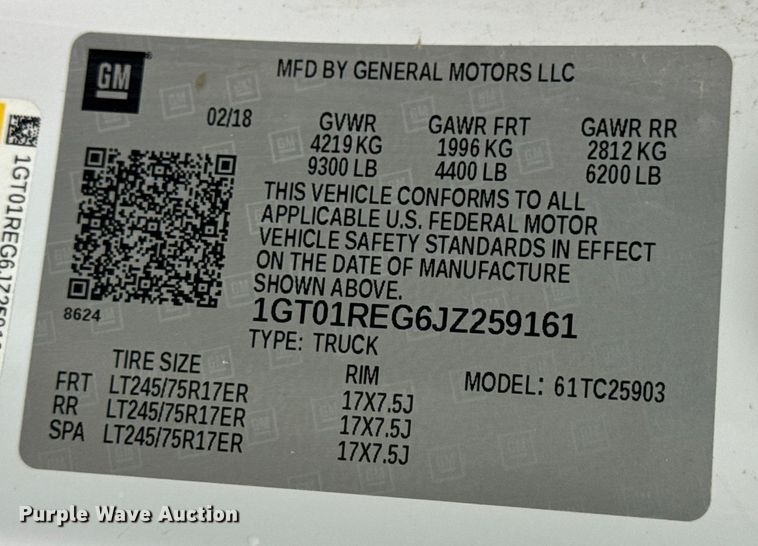 GM
MFD BY GENERAL MOTORS LLC
02/18
GVWR GAWR FRT GAWR RR
4219 KG 1996 KG 2812 KG
9300 LB 4400 LB 6200 LB
THIS VEHICLE CONFORMS TO ALL
APPLICABLE U.S. FEDERAL MOTOR
VEHICLE SAFETY STANDARDS IN EFFECT
ON THE DATE OF MANUFACTURE
SHOWN ABOVE.
8624
1GT01REG6JZ259161
TYPE: TRUCK
TIRE SIZE RIM MODEL: 61TC25903
FRT LT245/75R17ER 17X7.5J
RR LT245/75R17ER 17X7.5J
SPA LT245/75R17ER 17X7.5J
Purple Wave Auction